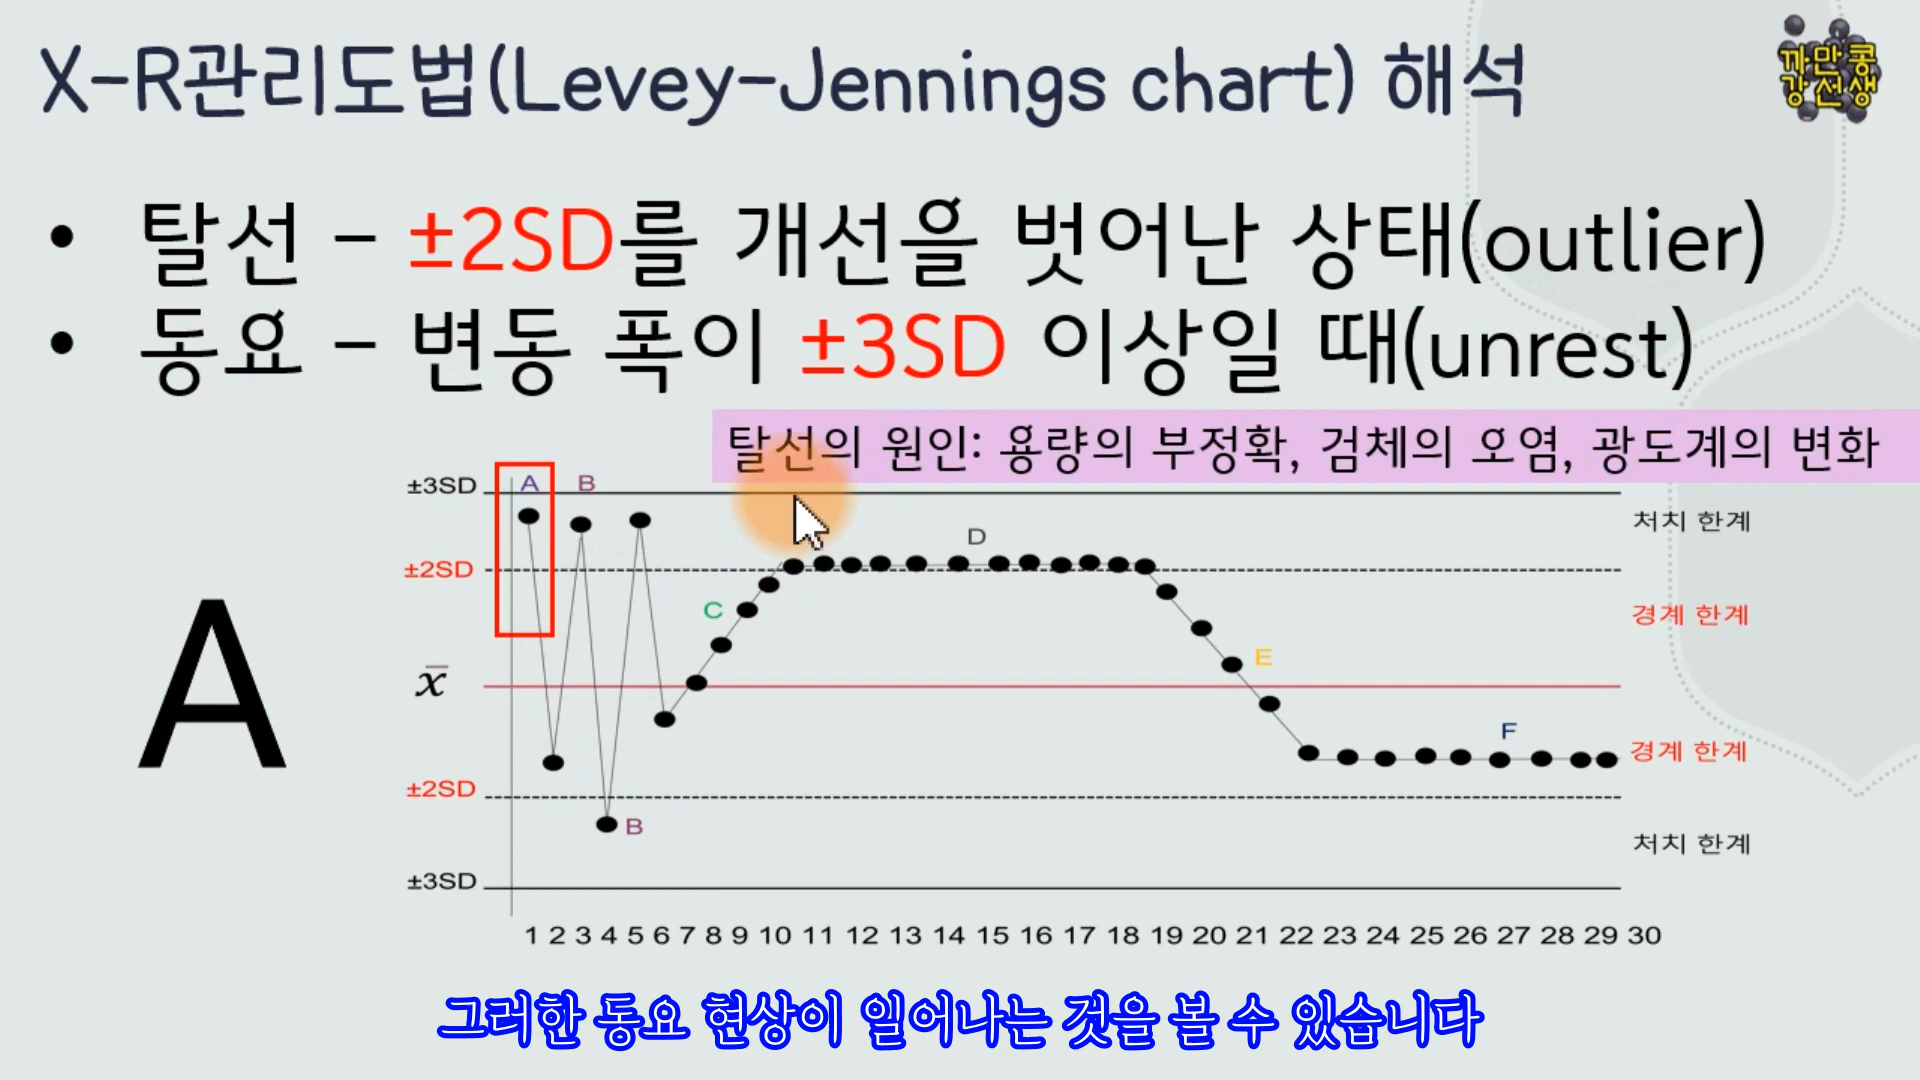 X-R관리도법(Levey-Jennings chart) 해석
까만콩
강선생
• 탈선 - ±2SD를 개선을 벗어난 상태(outlier)
• 동요 - 변동 폭이 ±3SD 이상일 때(unrest)
탈선의 원인: 용량의 부정확, 검체의 오염, 광도계의 변화
±3SD A B
처치 한계
D
±2SD
C 경계 한계
A
E
x̅
F
경계 한계
±2SD
B
처치 한계
±3SD
1 2 3 4 5 6 7 8 9 10 11 12 13 14 15 16 17 18 19 20 21 22 23 24 25 26 27 28 29 30
그러한 동요 현상이 일어나는 것을 볼 수 있습니다